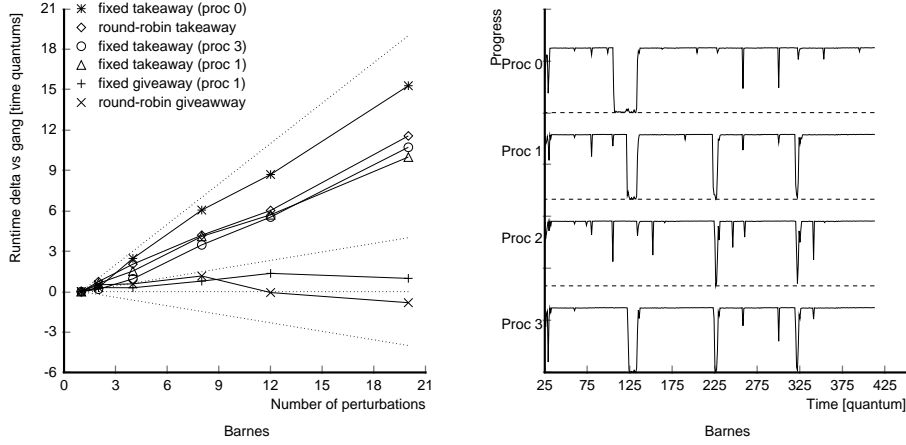 21
18
15
12
9
6
3
0
-3
-6
Runtime delta vs gang [time quantums]
fixed takeaway (proc 0)
round-robin takeaway
fixed takeaway (proc 3)
fixed takeaway (proc 1)
fixed giveaway (proc 1)
round-robin giveawway
0 3 6 9 12 15 18 21
Number of perturbations
Barnes
Progress
Proc 0
Proc 1
Proc 2
Proc 3
25 75 125 175 225 275 325 375 425
Time [quantum]
Barnes